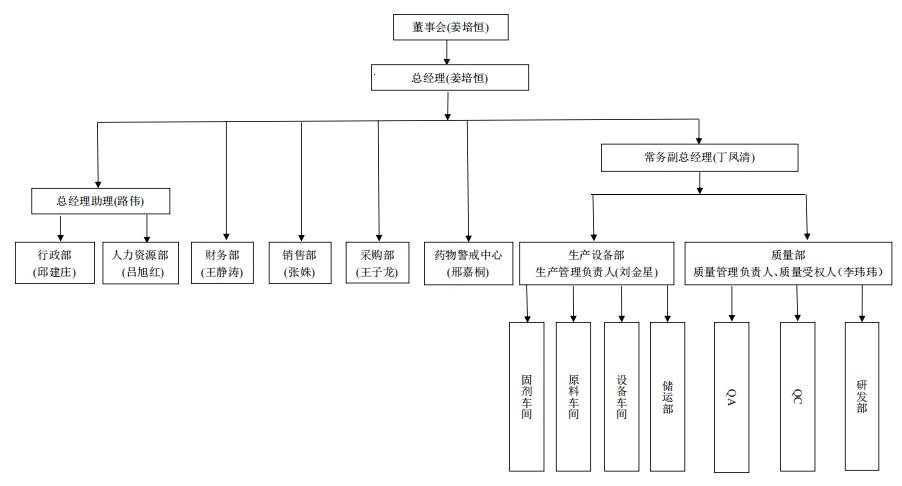 董事会(姜培恒)
总经理(姜培恒)
常务副总经理(丁凤清)
总经理助理(路伟)
行政部
(邱建庄)
人力资源部
(吕旭红)
财务部
(王静涛)
销售部
(张姝)
采购部
(王子龙)
药物警戒中心
(邢嘉桐)
生产设备部
生产管理负责人(刘金星)
质量部
质量管理负责人、质量受权人(李玮玮)
固剂车间
原料车间
设备车间
储运部
QA
QC
研发部